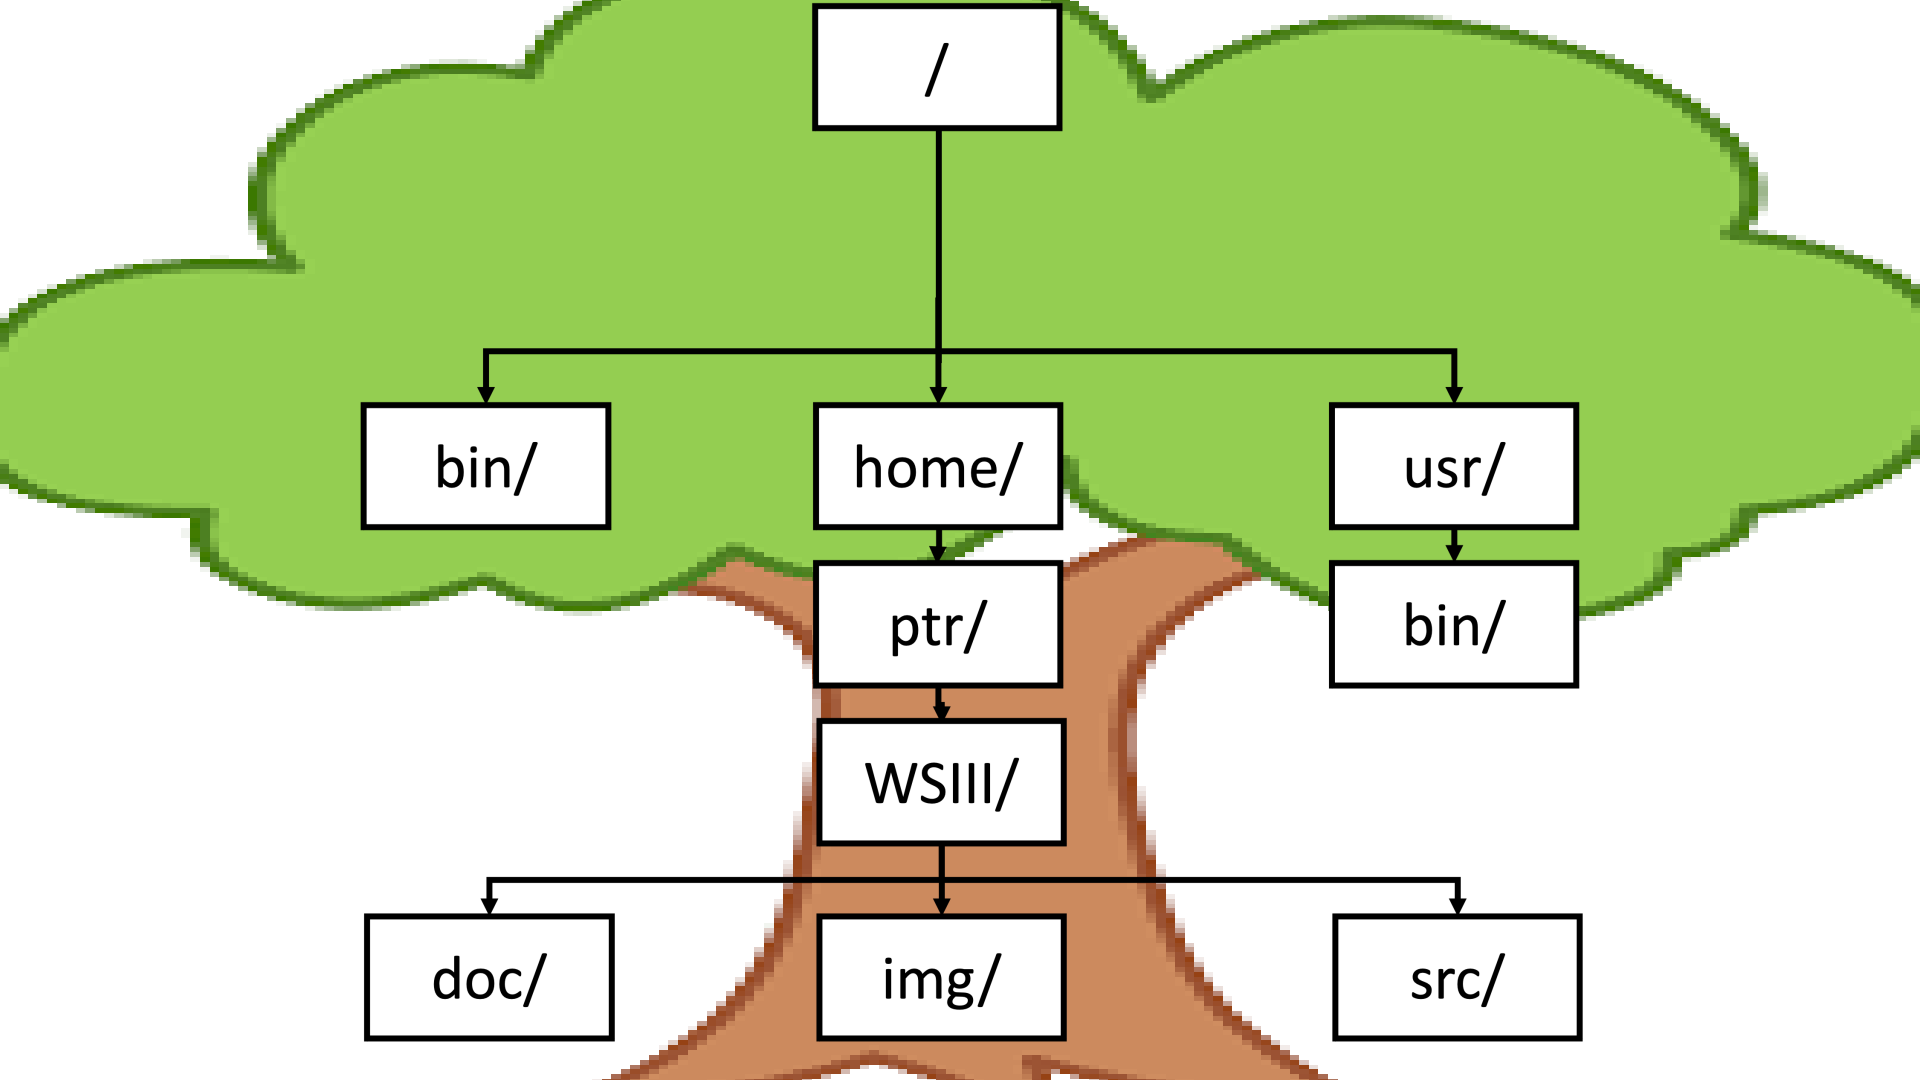 /
bin/
home/
usr/
ptr/
bin/
WSIII/
doc/
img/
src/